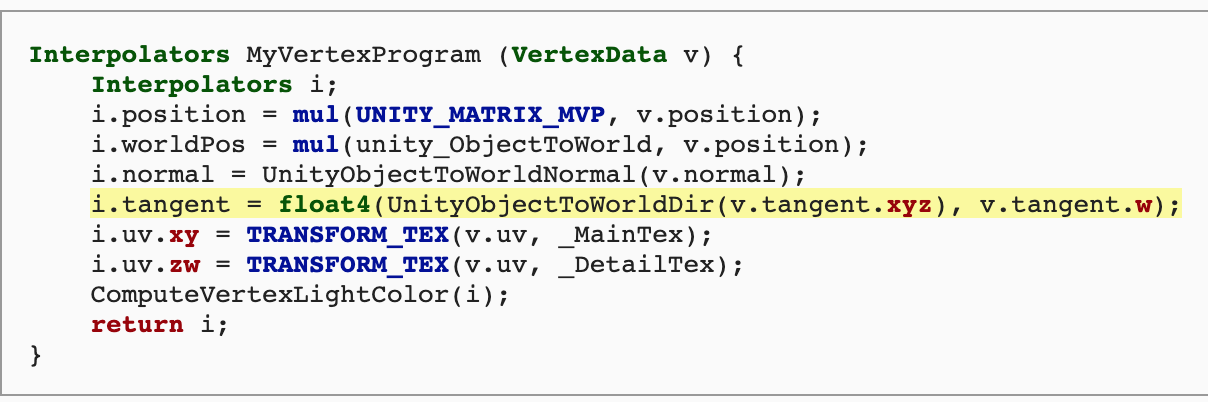 Interpolators MyVertexProgram (VertexData v) {
    Interpolators i;
    i.position = mul(UNITY_MATRIX_MVP, v.position);
    i.worldPos = mul(unity_ObjectToWorld, v.position);
    i.normal = UnityObjectToWorldNormal(v.normal);
    i.tangent = float4(UnityObjectToWorldDir(v.tangent.xyz), v.tangent.w);
    i.uv.xy = TRANSFORM_TEX(v.uv, _MainTex);
    i.uv.zw = TRANSFORM_TEX(v.uv, _DetailTex);
    ComputeVertexLightColor(i);
    return i;
}